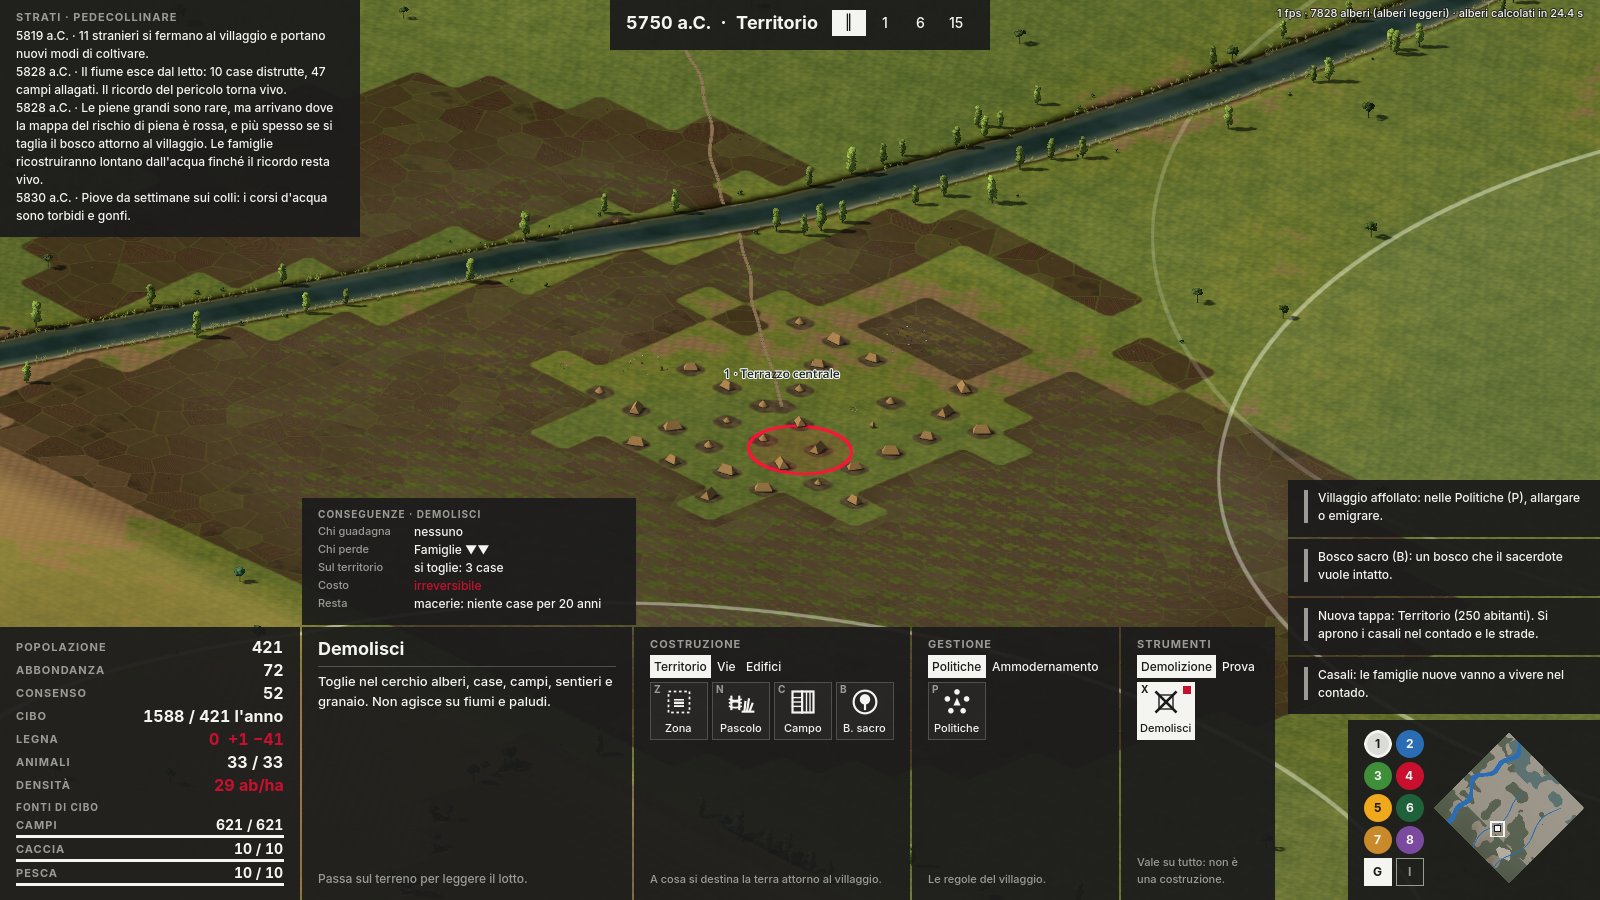 STRATI · PEDECOLLINARE
5819 a.C. · 11 stranieri si fermano al villaggio e portano
nuovi modi di coltivare.
5828 a.C. · Il fiume esce dal letto: 10 case distrutte, 47
campi allagati. Il ricordo del pericolo torna vivo.
5828 a.C. · Le piene grandi sono rare, ma arrivano dove
la mappa del rischio di piena è rossa, e più spesso se si
taglia il bosco attorno al villaggio. Le famiglie
ricostruiranno lontano dall'acqua finché il ricordo resta
vivo.
5830 a.C. · Piove da settimane sui colli: i corsi d'acqua
sono torbidi e gonfi.
5750 a.C. · Territorio
1 6 15
1 fps · 7828 alberi (alberi leggeri) · alberi calcolati in 24.4 s
1 · Terrazzo centrale
CONSEGUENZE · DEMOLISCI
Chi guadagna nessuno
Chi perde Famiglie ▼▼
Sul territorio si toglie: 3 case
Costo irreversibile
Resta macerie: niente case per 20 anni
Villaggio affollato: nelle Politiche (P), allargare
o emigrare.
Bosco sacro (B): un bosco che il sacerdote
vuole intatto.
Nuova tappa: Territorio (250 abitanti). Si
aprono i casali nel contado e le strade.
Casali: le famiglie nuove vanno a vivere nel
contado.
POPOLAZIONE 421
ABBONDANZA 72
CONSENSO 52
CIBO 1588 / 421 l'anno
LEGNA 0 +1 −41
ANIMALI 33 / 33
DENSITÀ 29 ab/ha
FONTI DI CIBO
CAMPI 621 / 621
CACCIA 10 / 10
PESCA 10 / 10
Demolisci
Toglie nel cerchio alberi, case, campi, sentieri e
granaio. Non agisce su fiumi e paludi.
Passa sul terreno per leggere il lotto.
COSTRUZIONE
Territorio Vie Edifici
Z N C B
Zona Pascolo Campo B. sacro
A cosa si destina la terra attorno al villaggio.
GESTIONE
Politiche Ammodernamento
P
Politiche
Le regole del villaggio.
STRUMENTI
Demolizione Prova
X
Demolisci
Vale su tutto: non è
una costruzione.
1 2
3 4
5 6
7 8
G I